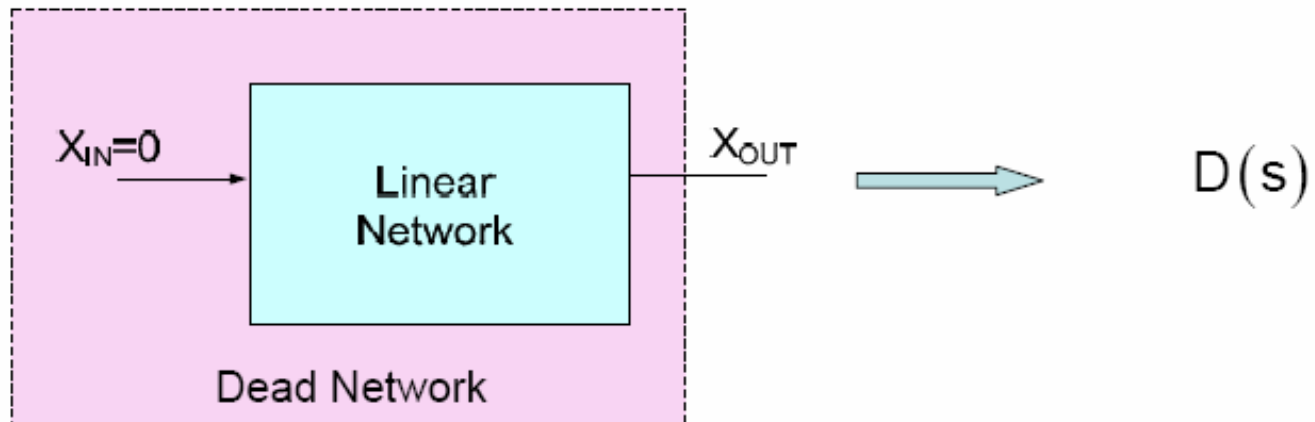 X_IN=0
Linear
Network
X_OUT
D(s)
Dead Network